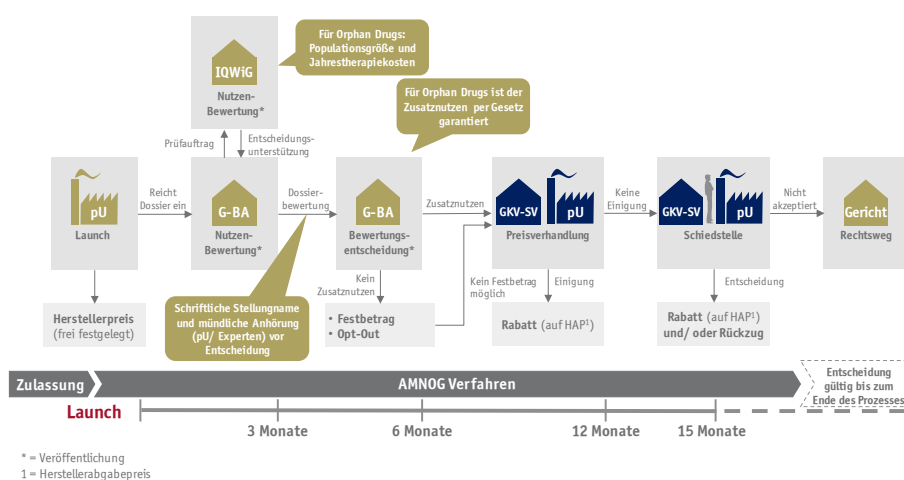 Für Orphan Drugs:
Populationsgröße und
Jahrestherapiekosten
IQWiG
Nutzen-
Bewertung*
Für Orphan Drugs ist der
Zusatznutzen per Gesetz
garantiert
Prüfauftrag
Entscheidungs-
unterstützung
pU
Launch
Reicht
Dossier ein
G-BA
Nutzen-
Bewertung*
Dossier-
bewertung
G-BA
Bewertungs-
entscheidung*
Zusatznutzen
GKV-SV
pU
Preisverhandlung
Keine
Einigung
GKV-SV
pU
Schiedstelle
Nicht
akzeptiert
Gericht
Rechtsweg
Kein
Zusatznutzen
Kein Festbetrag
möglich
Einigung
Entscheidung
Herstellerpreis
(frei festgelegt)
Schriftliche Stellungname
und mündliche Anhörung
(pU/ Experten) vor
Entscheidung
• Festbetrag
• Opt-Out
Rabatt (auf HAP¹)
Rabatt (auf HAP¹)
und/ oder Rückzug
Zulassung
AMNOG Verfahren
Entscheidung
gültig bis zum
Ende des Prozesses
Launch
3 Monate
6 Monate
12 Monate
15 Monate
* = Veröffentlichung
1 = Herstellerabgabepreis